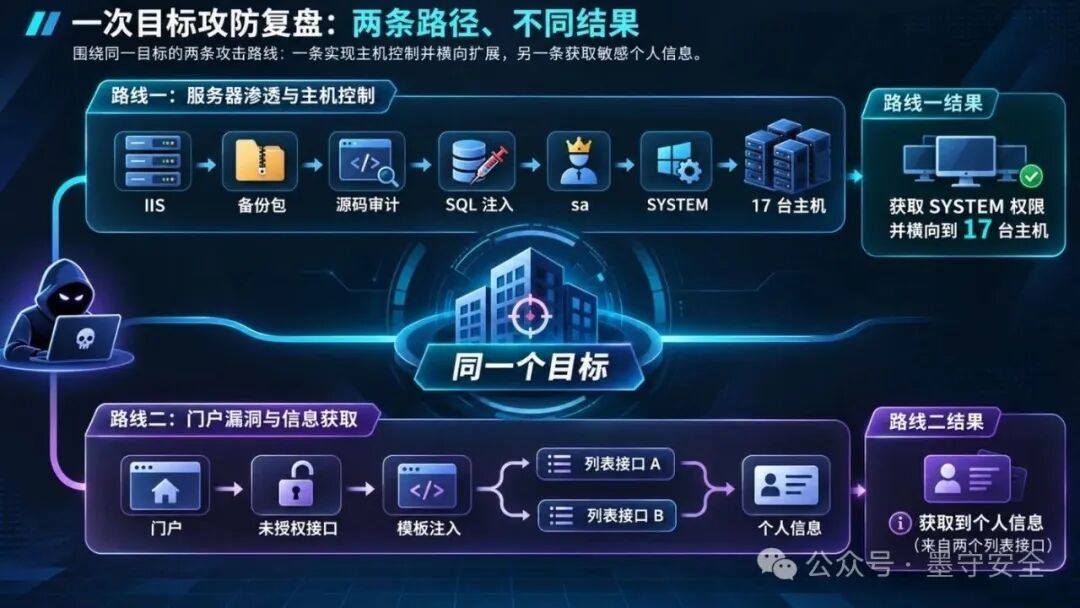 一次目标攻防复盘：两条路径、不同结果
围绕同一目标的两条攻击路线：一条实现主机控制并横向扩展，另一条获取敏感个人信息。
路线一：服务器渗透与主机控制
IIS
备份包
源码审计
SQL 注入
sa
SYSTEM
17 台主机
路线一结果
获取 SYSTEM 权限
并横向到 17 台主机
同一个目标
路线二：门户漏洞与信息获取
门户
未授权接口
模板注入
列表接口 A
列表接口 B
个人信息
路线二结果
获取到个人信息
（来自两个列表接口）
公众号 · 墨守安全